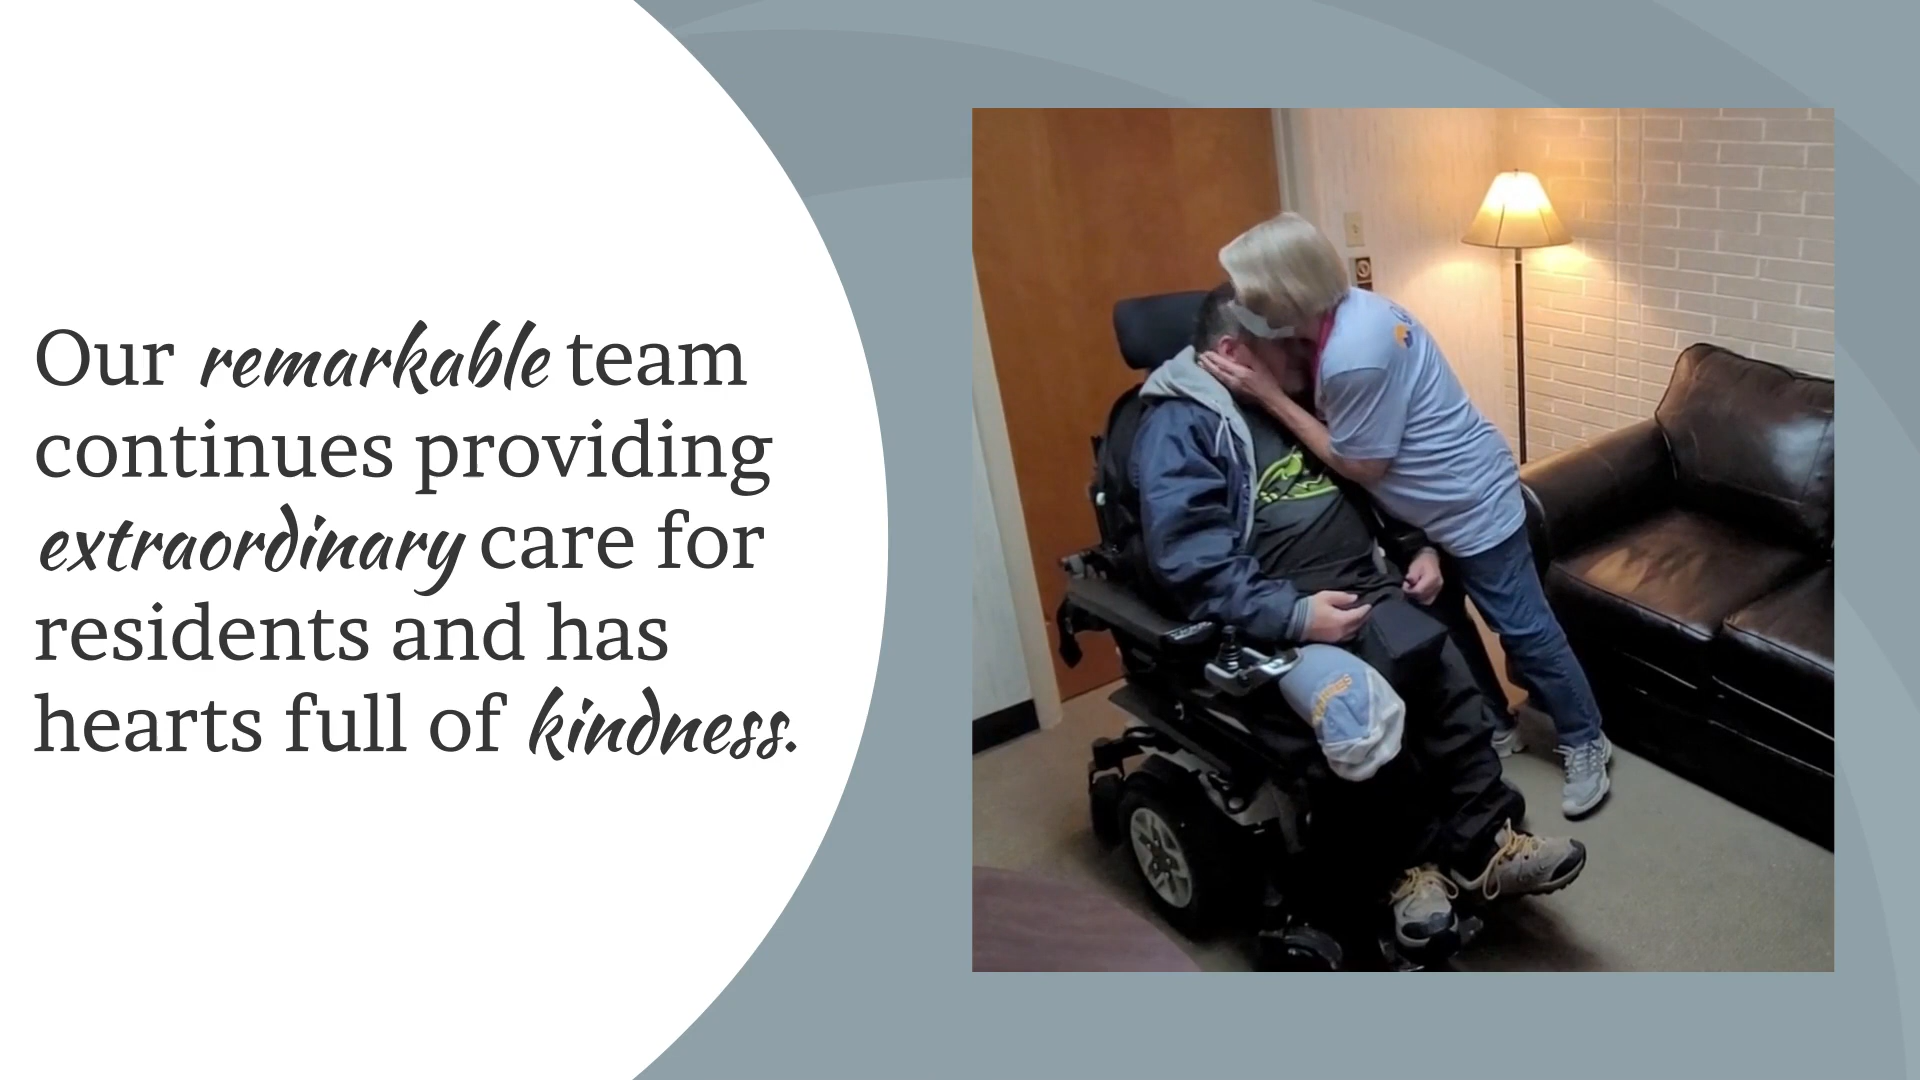 Our remarkable team
continues providing
extraordinary care for
residents and has
hearts full of kindness.